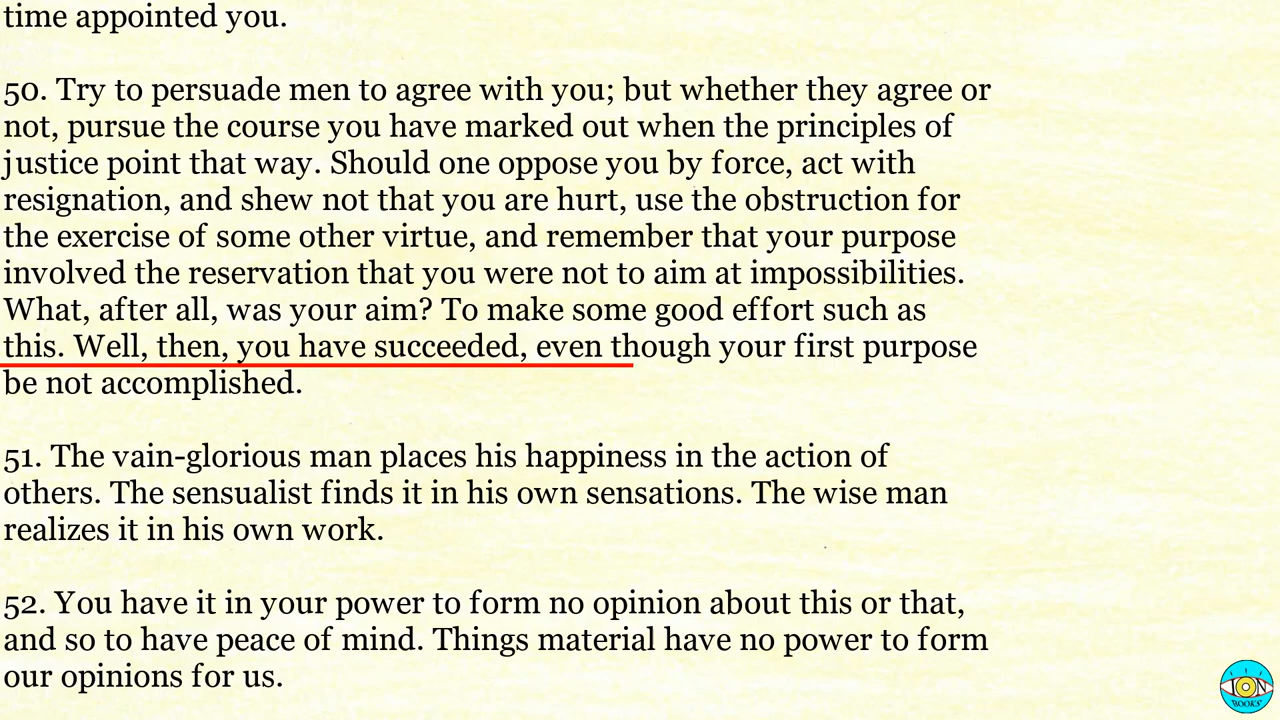 time appointed you.
50. Try to persuade men to agree with you; but whether they agree or
not, pursue the course you have marked out when the principles of
justice point that way. Should one oppose you by force, act with
resignation, and shew not that you are hurt, use the obstruction for
the exercise of some other virtue, and remember that your purpose
involved the reservation that you were not to aim at impossibilities.
What, after all, was your aim? To make some good effort such as
this. Well, then, you have succeeded, even though your first purpose
be not accomplished.
51. The vain-glorious man places his happiness in the action of
others. The sensualist finds it in his own sensations. The wise man
realizes it in his own work.
52. You have it in your power to form no opinion about this or that,
and so to have peace of mind. Things material have no power to form
our opinions for us.
ION
BOOKS